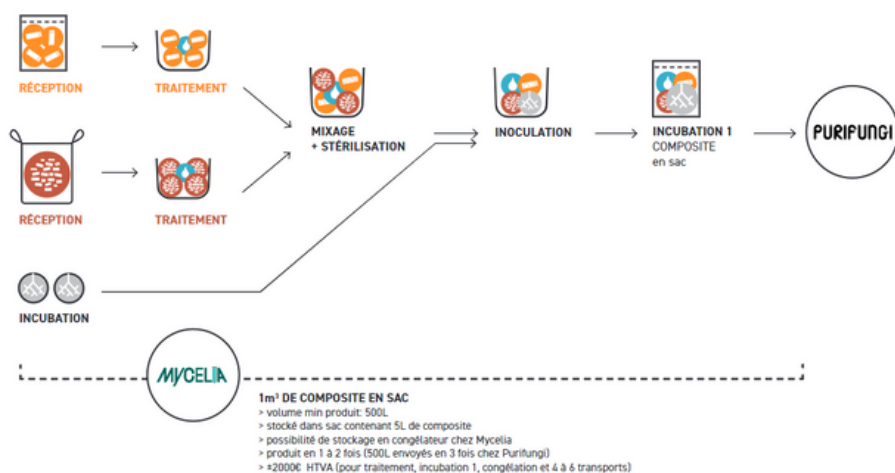 RÉCEPTION
TRAITEMENT
MIXAGE
+ STÉRILISATION
INOCULATION
INCUBATION 1
COMPOSITE
en sac
PURIFUNGI
RÉCEPTION
TRAITEMENT
INCUBATION
MYCELIA
1m³ DE COMPOSITE EN SAC
> volume min produit: 500L
> stocké dans sac contenant 5L de composite
> possibilité de stockage en congélateur chez Mycelia
> produit en 1 à 2 fois (500L envoyés en 3 fois chez Purifungi)
> ±2000€ HTVA (pour traitement, incubation 1, congélation et 4 à 6 transports)